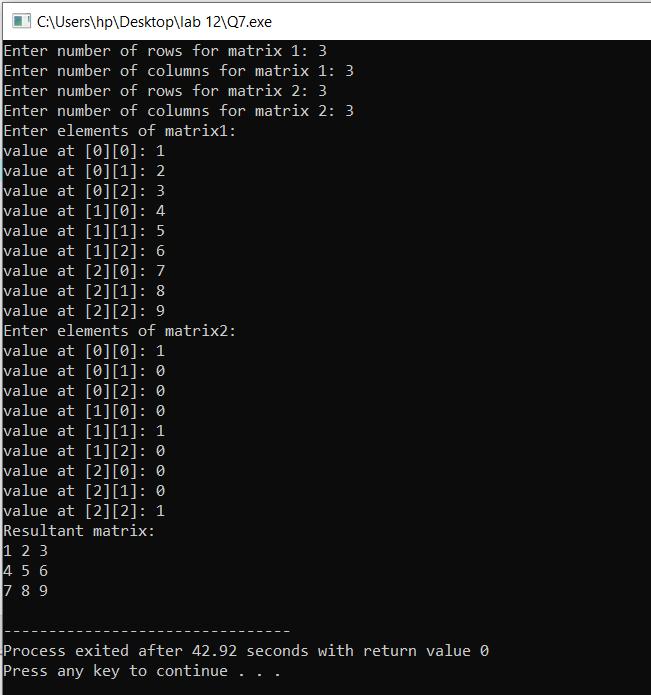 C:\Users\hp\Desktop\lab 12\Q7.exe
Enter number of rows for matrix 1: 3
Enter number of columns for matrix 1: 3
Enter number of rows for matrix 2: 3
Enter number of columns for matrix 2: 3
Enter elements of matrix1:
value at [0][0]: 1
value at [0][1]: 2
value at [0][2]: 3
value at [1][0]: 4
value at [1][1]: 5
value at [1][2]: 6
value at [2][0]: 7
value at [2][1]: 8
value at [2][2]: 9
Enter elements of matrix2:
value at [0][0]: 1
value at [0][1]: 0
value at [0][2]: 0
value at [1][0]: 0
value at [1][1]: 1
value at [1][2]: 0
value at [2][0]: 0
value at [2][1]: 0
value at [2][2]: 1
Resultant matrix:
1 2 3
4 5 6
7 8 9
--------------------------------
Process exited after 42.92 seconds with return value 0
Press any key to continue . . .